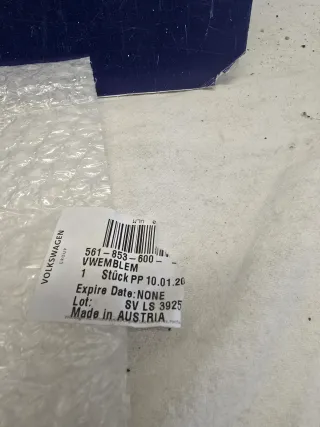 VOLKSWAGEN
GROUP
561-853-600-
VWEMBLEM
1 Stück PP 10.01.20
Expire Date:NONE
Lot: SV LS 3925
Made in AUSTRIA